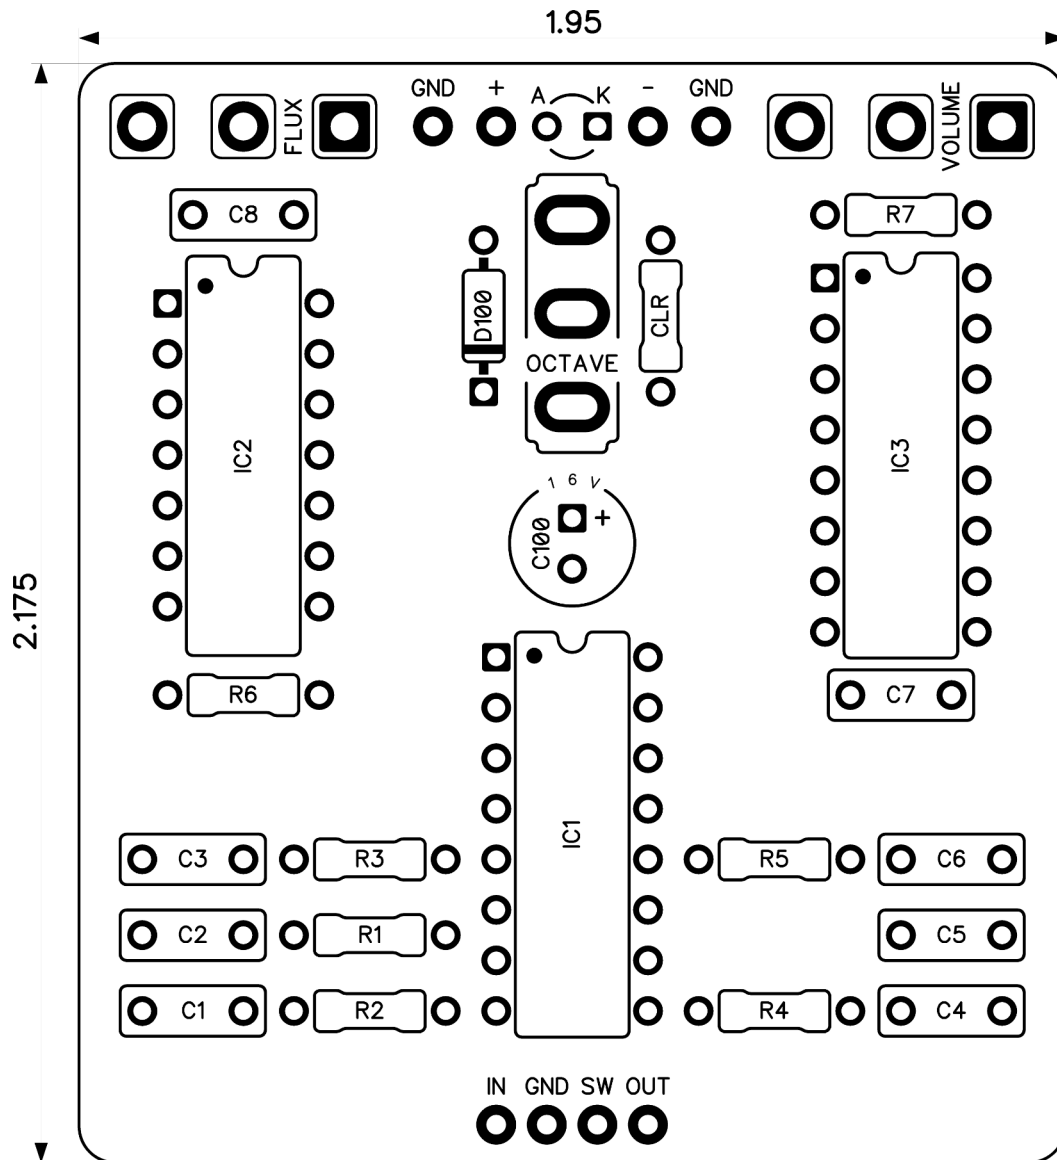 1.95
GND + A K - GND
FLUX
VOLUME
C8
R7
D100
CLR
OCTAVE
IC2
IC3
16V
+
C100
2.175
R6
C7
IC1
C3 R3 R5 C6
C2 R1 C5
C1 R2 R4 C4
IN GND SW OUT